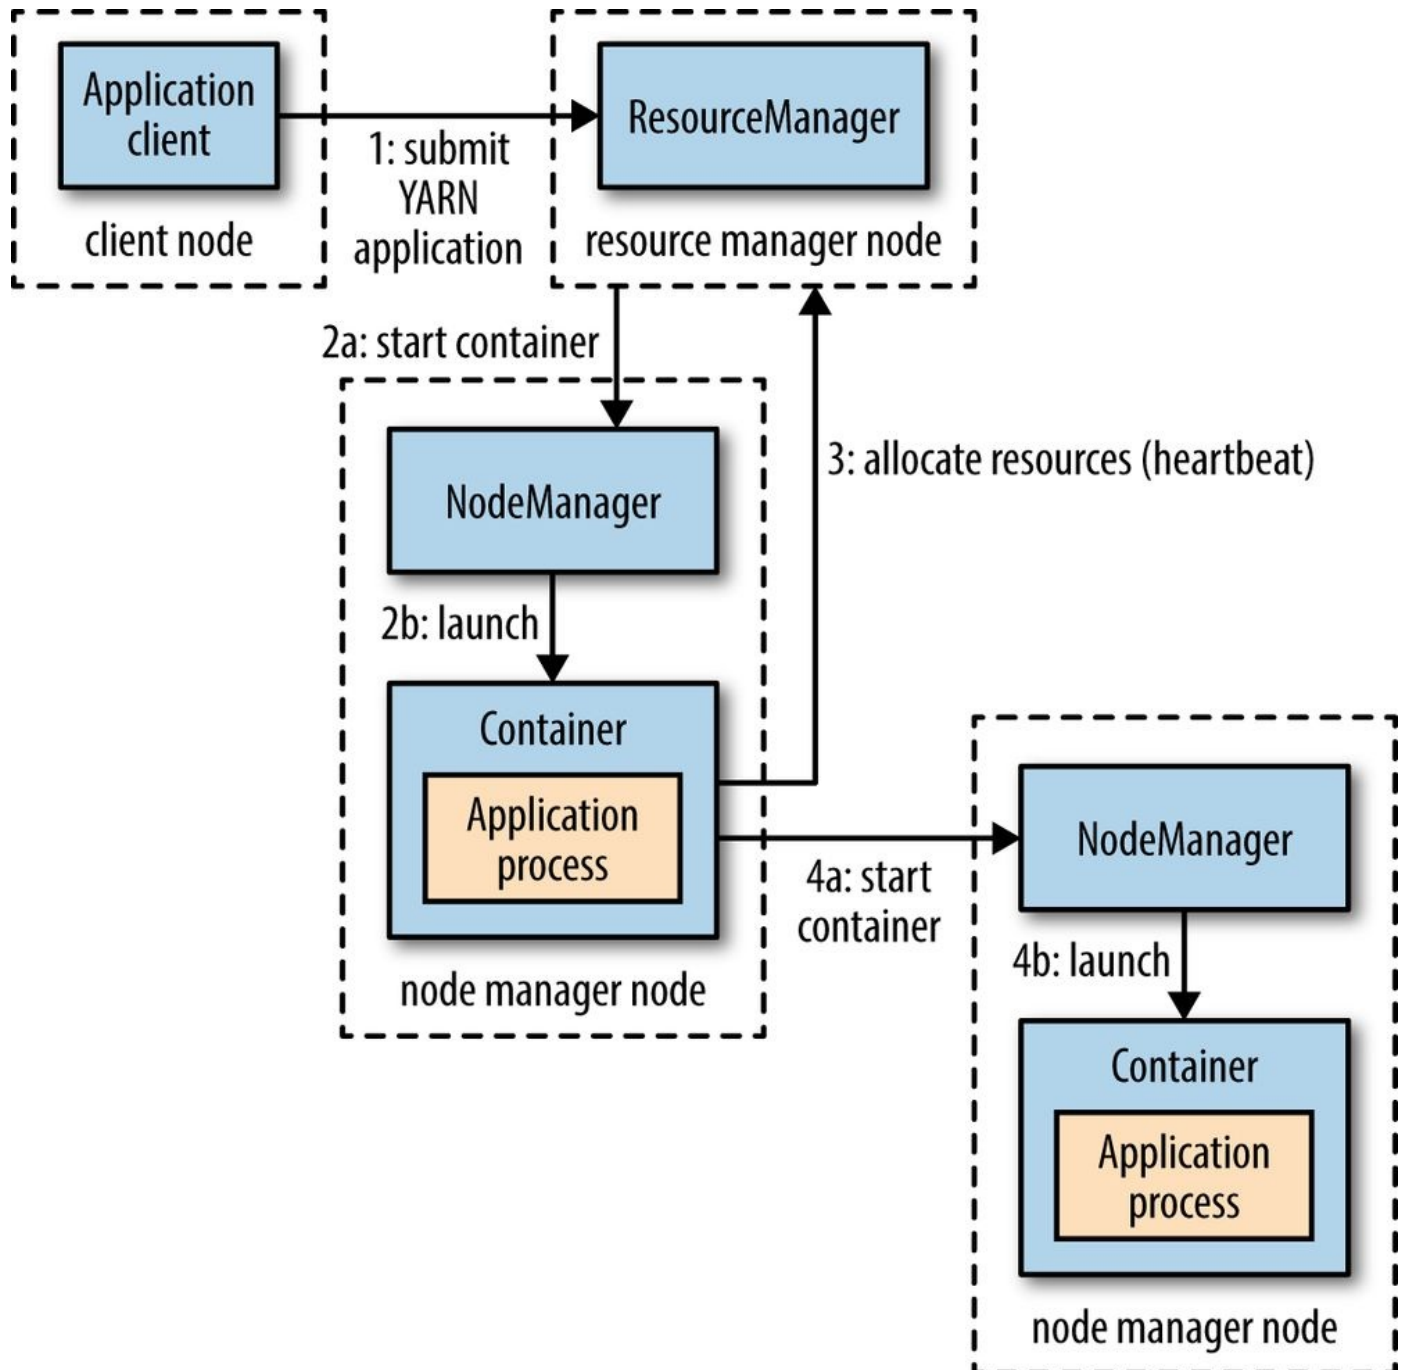 Application
client
client node
1: submit
YARN
application
ResourceManager
resource manager node
2a: start container
NodeManager
2b: launch
Container
Application
process
node manager node
3: allocate resources (heartbeat)
4a: start
container
NodeManager
4b: launch
Container
Application
process
node manager node